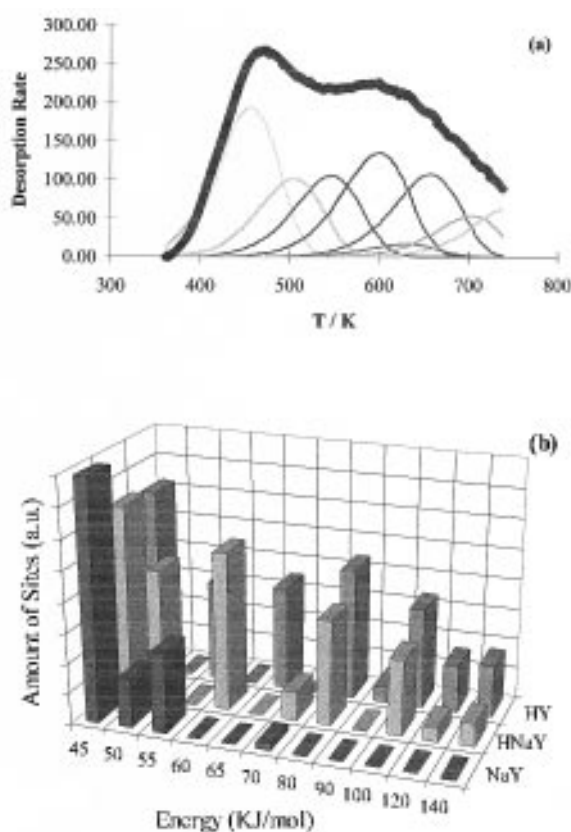 300.00
(a)
250.00
200.00
150.00
100.00
50.00
0.00
Desorption Rate
300 400 500 600 700 800
T / K
(b)
Amount of Sites (a.u.)
45 50 55 60 65 70 80 90 100 120 140
HY
HNaY
NaY
Energy (KJ/mol)